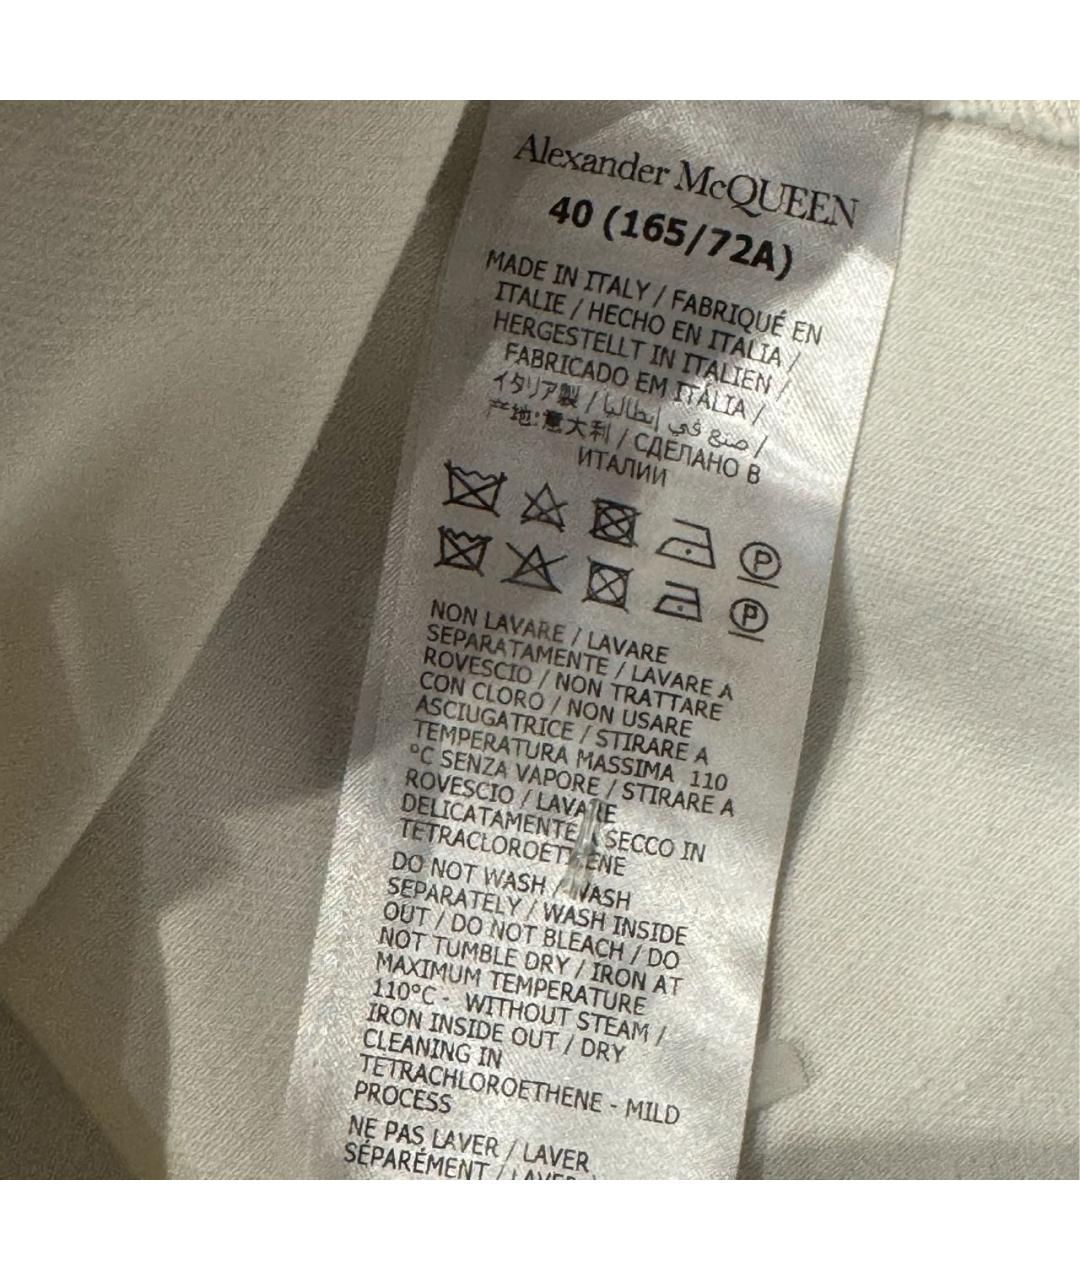 Alexander McQUEEN
40 (165/72A)
MADE IN ITALY / FABRIQUÉ EN
ITALIE / HECHO EN ITALIA /
HERGESTELLT IN ITALIEN /
FABRICADO EM ITÁLIA /
イタリア製 / صنع في إيطاليا /
产地:意大利 / СДЕЛАНО В
ИТАЛИИ
P
P
NON LAVARE / LAVARE
SEPARATAMENTE / LAVARE A
ROVESCIO / NON TRATTARE
CON CLORO / NON USARE
ASCIUGATRICE / STIRARE A
TEMPERATURA MASSIMA 110
°C SENZA VAPORE / STIRARE A
ROVESCIO / LAVARE
DELICATAMENTE A SECCO IN
TETRACLOROETILENE
DO NOT WASH / WASH
SEPARATELY / WASH INSIDE
OUT / DO NOT BLEACH / DO
NOT TUMBLE DRY / IRON AT
MAXIMUM TEMPERATURE
110°C - WITHOUT STEAM /
IRON INSIDE OUT / DRY
CLEANING IN
TETRACHLOROETHENE - MILD
PROCESS
NE PAS LAVER / LAVER
SÉPARÉMENT / LAVER